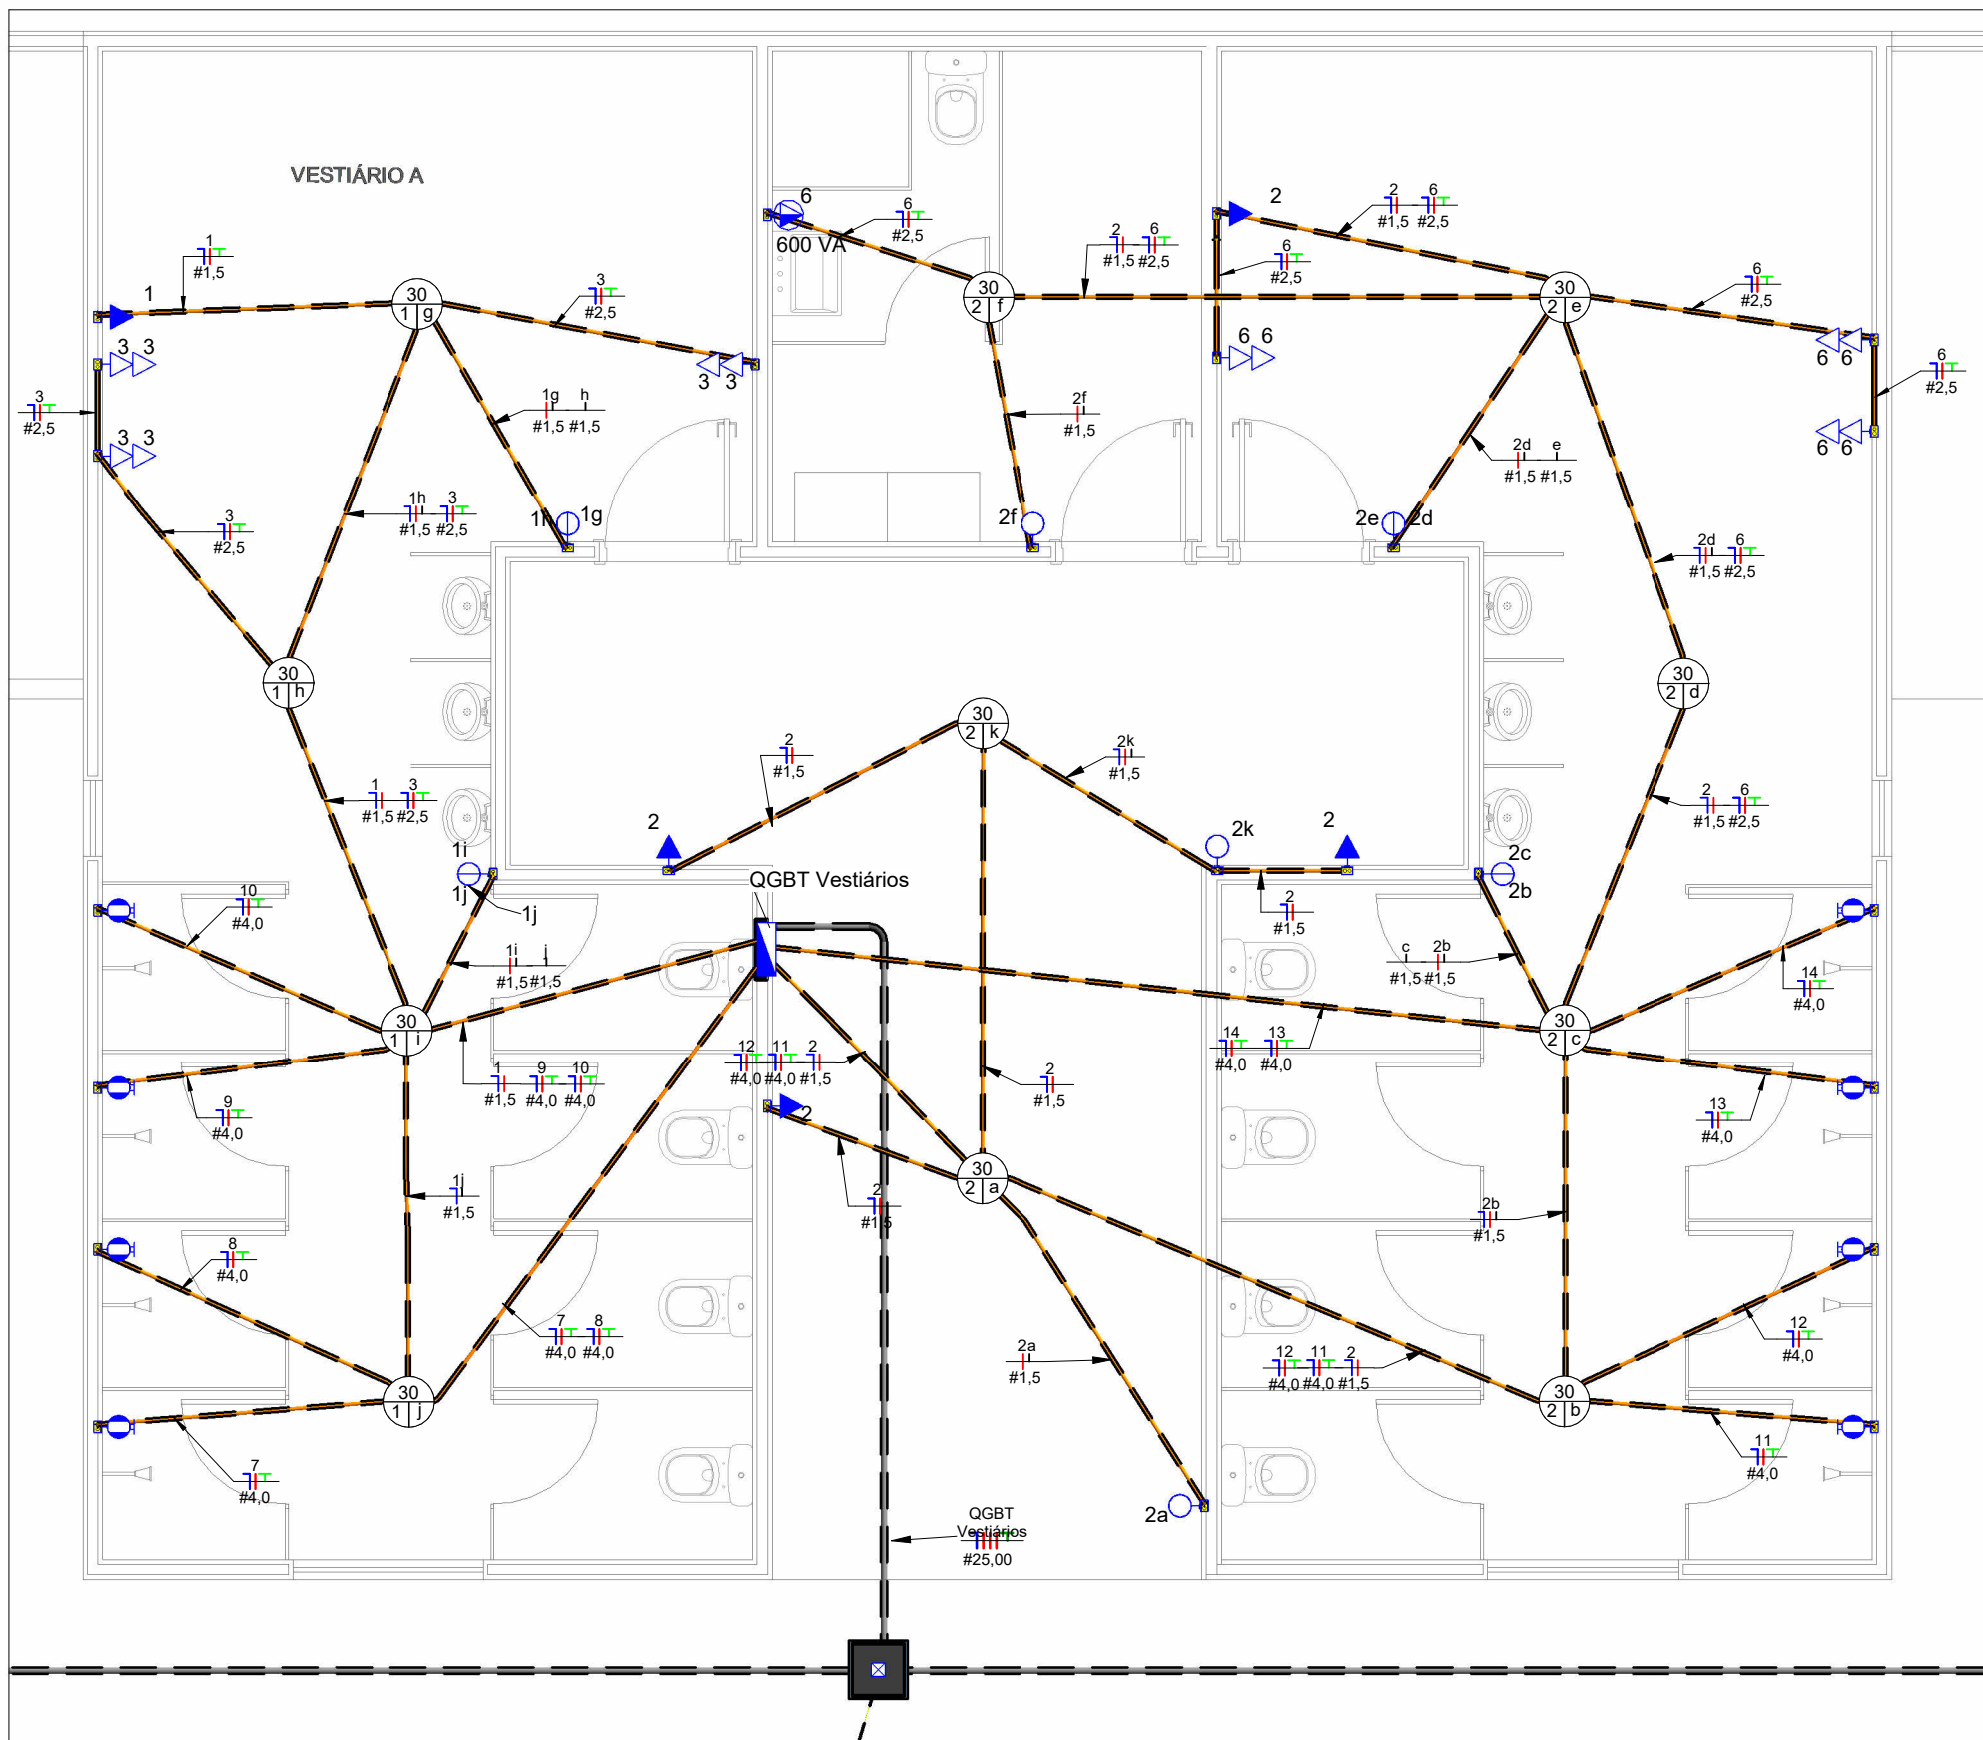 VESTIÁRIO A
6
600 VA
6
#2,5
2 6
#1,5 #2,5
2
2 6
#1,5 #2,5
6
#2,5
6
#2,5
6
#2,5
1
#1,5
1
3
#2,5
30
1 g
30
2 f
30
2 e
3 3
3 3
6 6
6 6
3
#2,5
3 3
6 6
1g h
#1,5 #1,5
2f
#1,5
2d e
#1,5 #1,5
1h 3
#1,5 #2,5
3
#2,5
1h 1g
2f
2e 2d
2d 6
#1,5 #2,5
30
1 h
30
2 d
30
2 k
2
#1,5
2k
#1,5
1 3
#1,5 #2,5
2 6
#1,5 #2,5
2
2k
2
1i
1j
1j
2c
2b
QGBT Vestiários
10
#4,0
2
#1,5
1i j
#1,5 #1,5
c 2b
#1,5 #1,5
14
#4,0
30
1 i
30
2 c
12 11 2
#4,0 #4,0 #1,5
14 13
#4,0 #4,0
1 9 10
#1,5 #4,0 #4,0
2
#1,5
9
#4,0
2
13
#4,0
30
2 a
1j
#1,5
2
#1,5
2b
#1,5
8
#4,0
7 8
#4,0 #4,0
2a
#1,5
12 11 2
#4,0 #4,0 #1,5
12
#4,0
30
1 j
30
2 b
7
#4,0
11
#4,0
2a
QGBT
Vestiários
#25,00